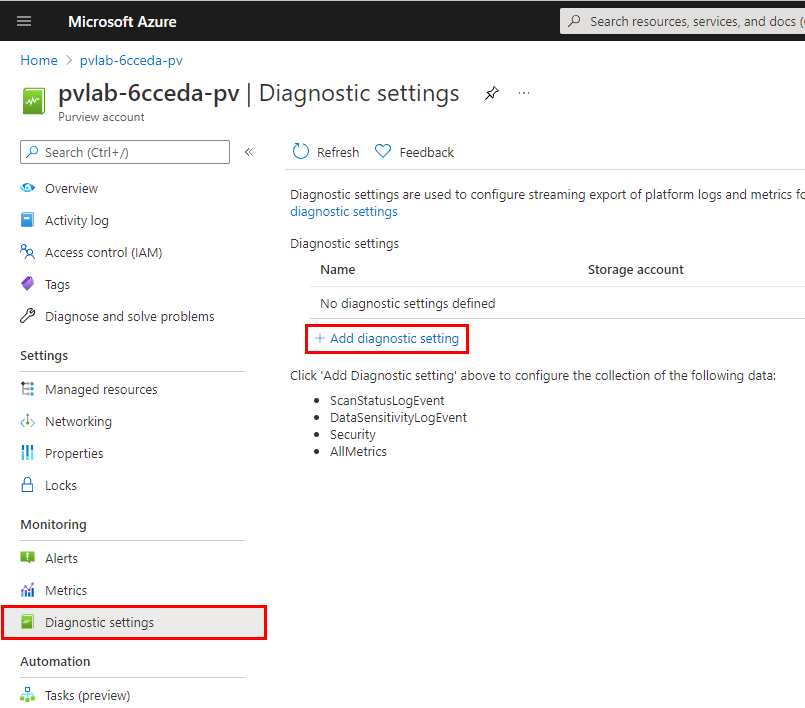 Microsoft Azure
Search resources, services, and docs (
Home > pvlab-6cceda-pv
pvlab-6cceda-pv | Diagnostic settings
Purview account
Search (Ctrl+/)
«
Overview
Activity log
Access control (IAM)
Tags
Diagnose and solve problems
Settings
Managed resources
Networking
Properties
Locks
Monitoring
Alerts
Metrics
Diagnostic settings
Automation
Tasks (preview)
Refresh
Feedback
Diagnostic settings are used to configure streaming export of platform logs and metrics fo
diagnostic settings
Diagnostic settings
Name Storage account
No diagnostic settings defined
+ Add diagnostic setting
Click 'Add Diagnostic setting' above to configure the collection of the following data:
• ScanStatusLogEvent
• DataSensitivityLogEvent
• Security
• AllMetrics